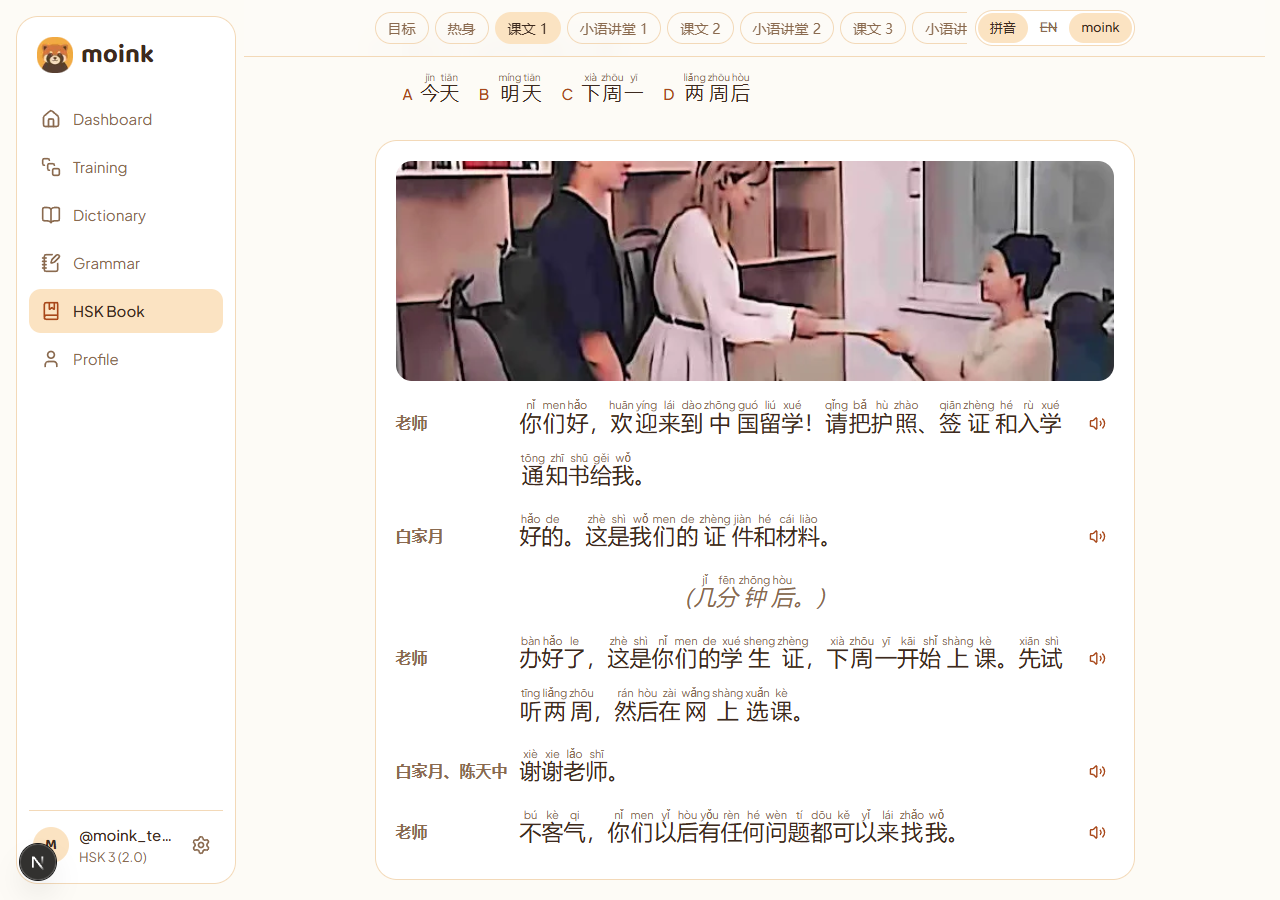 moink
Dashboard
Training
Dictionary
Grammar
HSK Book
Profile
@moink_te...
HSK 3 (2.0)
M
N
目标 热身 课文 1 小语讲堂 1 课文 2 小语讲堂 2 课文 3 小语讲 拼音 EN moink
jīn tiān míng tiān xià zhōu yī liǎng zhōu hòu
A 今天 B 明天 C 下周一 D 两周后
nǐ men hǎo huān yíng lái dào zhōng guó liú xué qǐng bǎ hù zhào qiān zhèng hé rù xué
老师 你们好，欢迎来到中国留学！请把护照、签证和入学
tōng zhī shū gěi wǒ
通知书给我。
hǎo de zhè shì wǒ men de zhèng jiàn hé cái liào
白家月 好的。这是我们的证件和材料。
jǐ fēn zhōng hòu
(几分钟后。)
bàn hǎo le zhè shì nǐ men de xué sheng zhèng xià zhōu yī kāi shǐ shàng kè xiān shì
老师 办好了，这是你们的学生证，下周一开始上课。先试
tīng liǎng zhōu rán hòu zài wǎng shàng xuǎn kè
听两周，然后在网上选课。
xiè xie lǎo shī
白家月、陈天中 谢谢老师。
bú kè qi nǐ men yǐ hòu yǒu rèn hé wèn tí dōu kě yǐ lái zhǎo wǒ
老师 不客气，你们以后有任何问题都可以来找我。